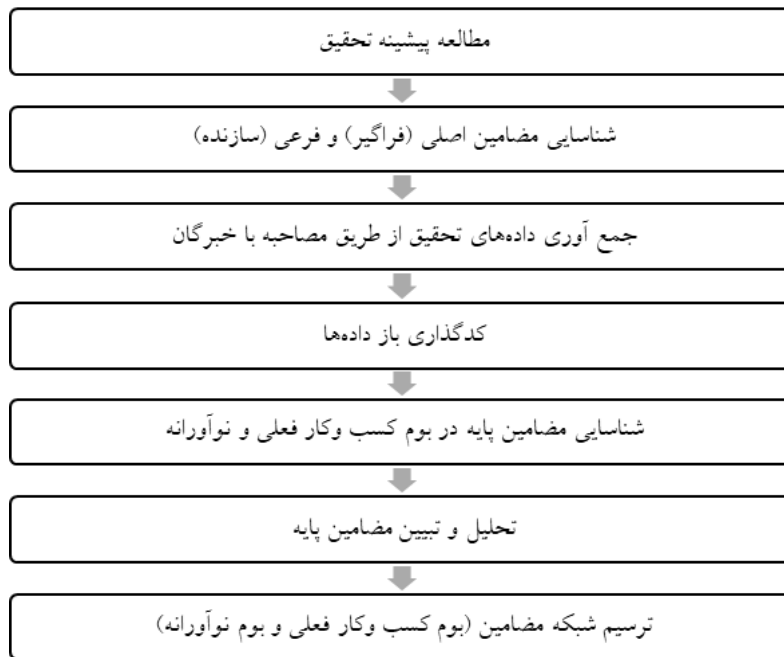 مطالعه پیشینه تحقیق
شناسایی مضامین اصلی (فراگیر) و فرعی (سازنده)
جمع آوری داده‌های تحقیق از طریق مصاحبه با خبرگان
کدگذاری باز داده‌ها
شناسایی مضامین پایه در بوم کسب وکار فعلی و نوآورانه
تحلیل و تبیین مضامین پایه
ترسیم شبکه مضامین (بوم کسب وکار فعلی و بوم نوآورانه)